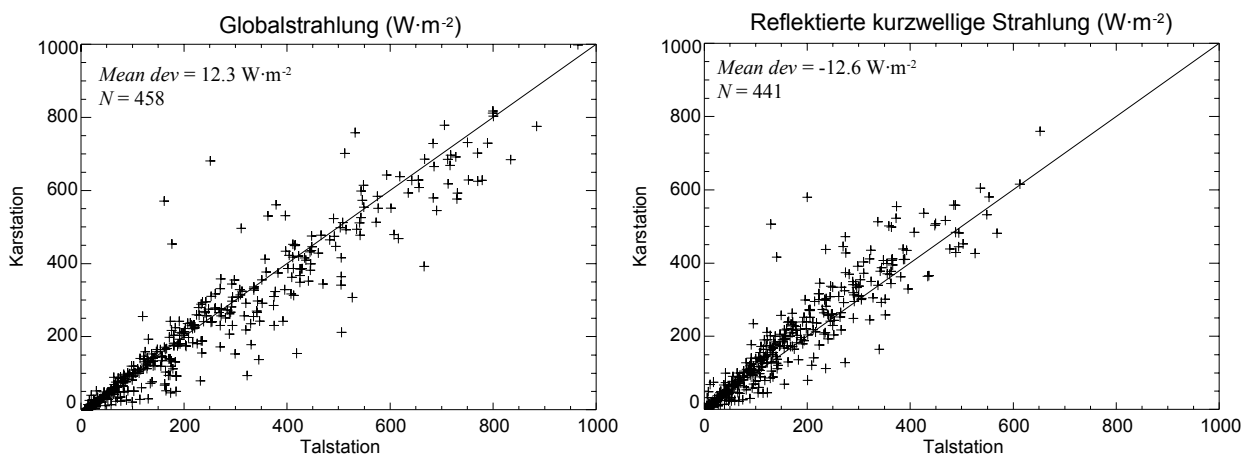 Globalstrahlung (W·m-2)
Mean dev = 12.3 W·m-2
N = 458
1000
800
600
400
200
0
Karstation
0 200 400 600 800 1000
Talstation
Reflektierte kurzwellige Strahlung (W·m-2)
Mean dev = -12.6 W·m-2
N = 441
1000
800
600
400
200
0
Karstation
0 200 400 600 800 1000
Talstation